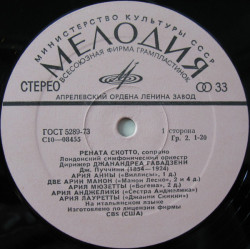 МИНИСТЕРСТВО КУЛЬТУРЫ СССР
МЕЛОДИЯ
ВСЕСОЮЗНАЯ ФИРМА ГРАМПЛАСТИНОК
СТЕРЕО
33
АПРЕЛЕВСКИЙ ОРДЕНА ЛЕНИНА ЗАВОД
ГОСТ 5289-73
1 сторона
С10—08455
Гр. 2. 1-20
РЕНАТА СКОТТО, сопрано
Лондонский симфонический оркестр
Дирижер ДЖАНАНДРЕА ГАВАДЗЕНИ
Дж. Пуччини (1854—1924)
АРИЯ АННЫ («Виллисы», 1 д.)
ДВЕ АРИИ МАНОН («Манон Леско», 2 и 4 д.)
АРИЯ МЮЗЕТТЫ («Богема», 2 д.)
АРИЯ АНЖЕЛИКИ («Сестра Анджелика»)
АРИЯ ЛАУРЕТТЫ («Джанни Скикки»)
На итальянском языке
Изготовлено по лицензии фирмы
CBS (США)